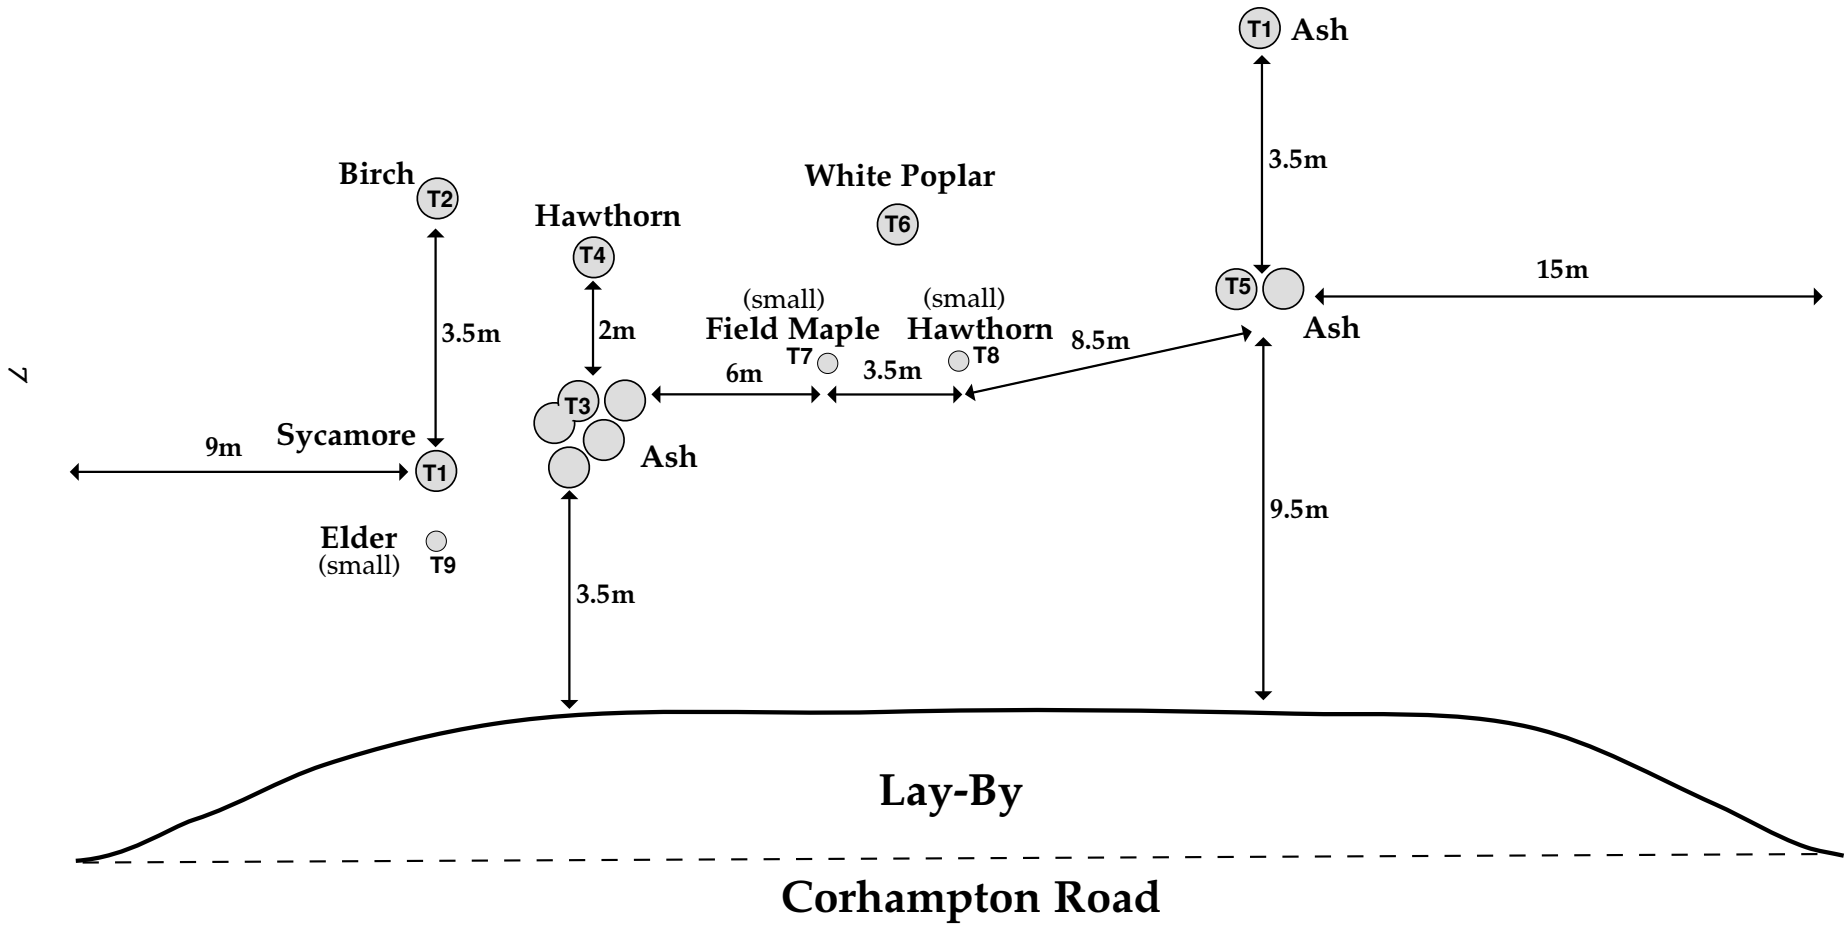 T1 Ash
3.5m
Birch T2
White Poplar
T6
Hawthorn
T4
15m
T5
Ash
(small)
Field Maple
T7
(small)
Hawthorn
T8
8.5m
3.5m
2m
6m
3.5m
T3
Ash
7
Sycamore
9m
T1
9.5m
Elder
(small)
T9
3.5m
Lay-By
Corhampton Road